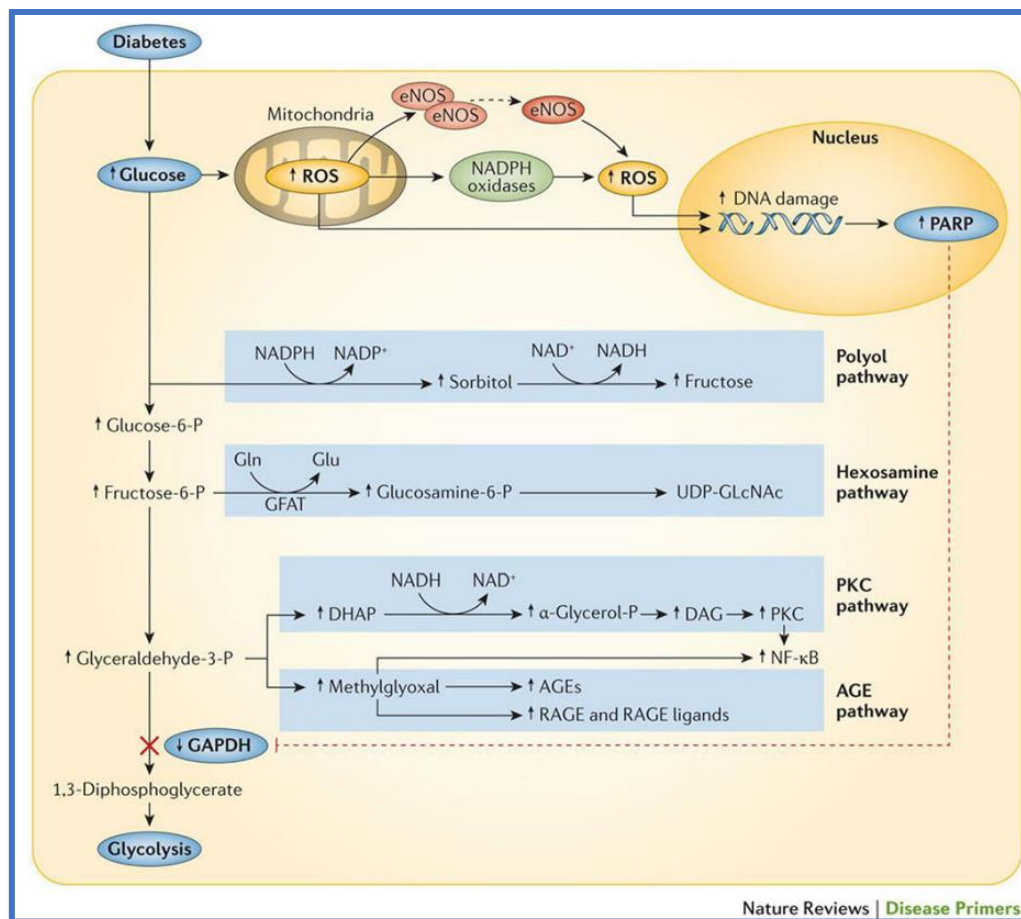 Diabetes
Mitochondria
eNOS
eNOS
eNOS
Nucleus
↑ Glucose
↑ ROS
NADPH
oxidases
↑ ROS
↑ DNA damage
↑ PARP
NADPH
NADP⁺
NAD⁺
NADH
↑ Sorbitol
↑ Fructose
Polyol
pathway
↑ Glucose-6-P
Gln
Glu
↑ Fructose-6-P
GFAT
↑ Glucosamine-6-P
UDP-GLcNAc
Hexosamine
pathway
NADH
NAD⁺
↑ DHAP
↑ α-Glycerol-P
↑ DAG
↑ PKC
PKC
pathway
↑ Glyceraldehyde-3-P
↑ NF-κB
↑ Methylglyoxal
↑ AGEs
↑ RAGE and RAGE ligands
AGE
pathway
↓ GAPDH
1,3-Diphosphoglycerate
Glycolysis
Nature Reviews | Disease Primers